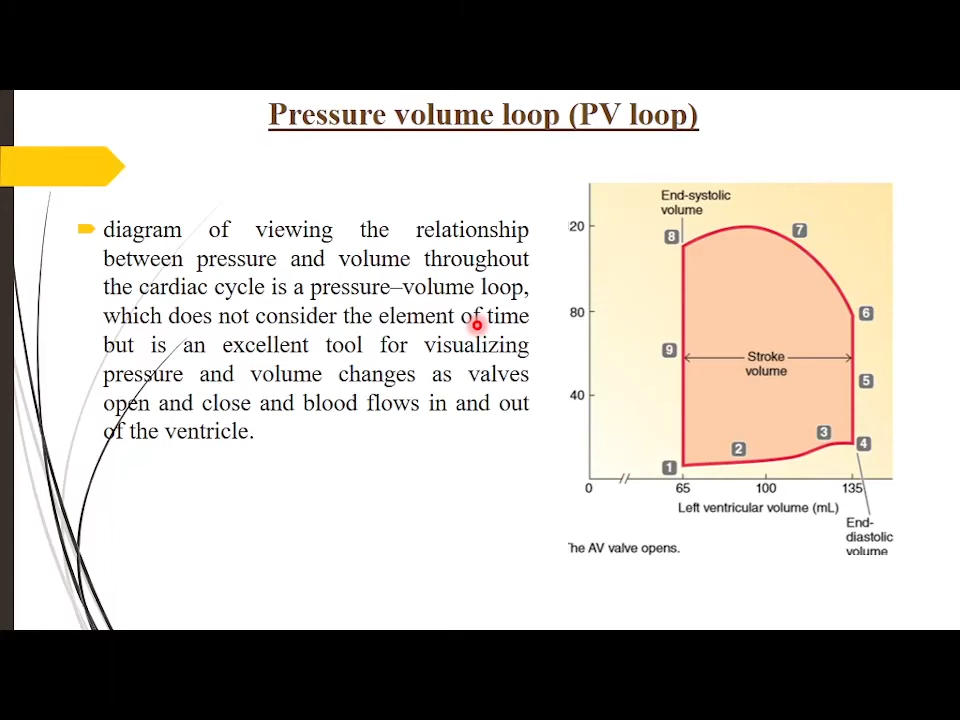 Pressure volume loop (PV loop)
diagram of viewing the relationship
between pressure and volume throughout
the cardiac cycle is a pressure–volume loop,
which does not consider the element of time
but is an excellent tool for visualizing
pressure and volume changes as valves
open and close and blood flows in and out
of the ventricle.
End-systolic
volume
20
8
7
80
6
9
Stroke
volume
5
40
3
4
2
1
0
65
100
135
Left ventricular volume (mL)
End-
diastolic
volume
The AV valve opens.